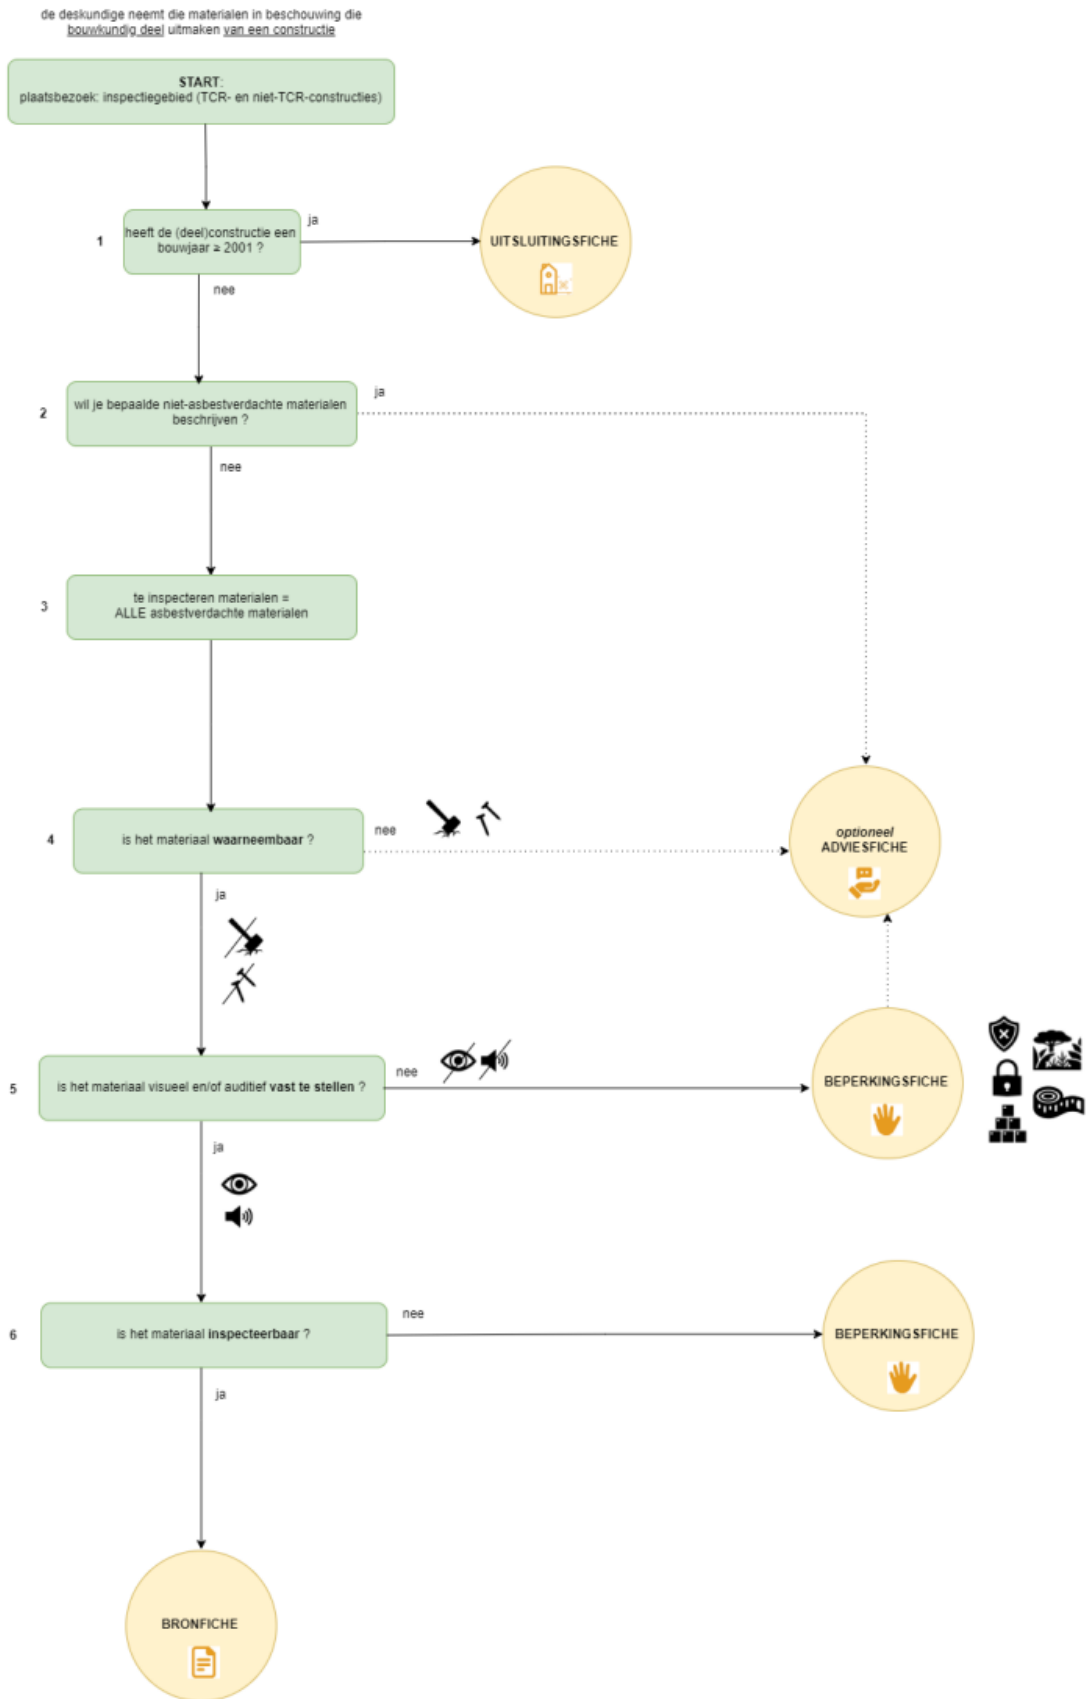 de deskundige neemt die materialen in beschouwing die
bouwkundig deel uitmaken van een constructie
START:
plaatsbezoek: inspectiegebied (TCR- en niet-TCR-constructies)
1
heeft de (deel)constructie een
bouwjaar ≥ 2001 ?
ja
UITSLUITINGSFICHE
nee
2
wil je bepaalde niet-asbestverdachte materialen
beschrijven ?
ja
nee
3
te inspecteren materialen =
ALLE asbestverdachte materialen
4
is het materiaal waarneembaar ?
nee
optioneel
ADVIESFICHE
ja
5
is het materiaal visueel en/of auditief vast te stellen ?
nee
BEPERKINGSFICHE
ja
6
is het materiaal inspecteerbaar ?
nee
BEPERKINGSFICHE
ja
BRONFICHE